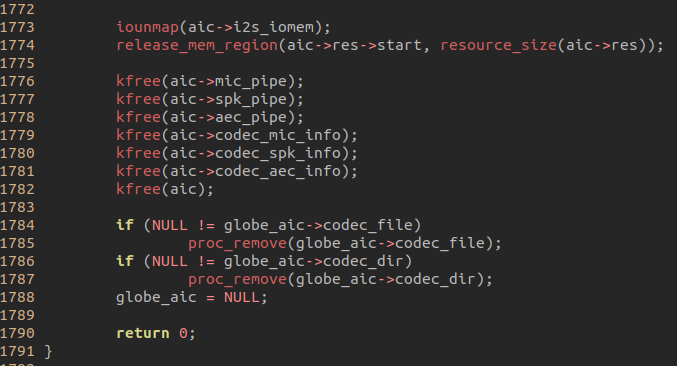 1772
1773         iounmap(aic->i2s_iomem);
1774         release_mem_region(aic->res->start, resource_size(aic->res));
1775
1776         kfree(aic->mic_pipe);
1777         kfree(aic->spk_pipe);
1778         kfree(aic->aec_pipe);
1779         kfree(aic->codec_mic_info);
1780         kfree(aic->codec_spk_info);
1781         kfree(aic->codec_aec_info);
1782         kfree(aic);
1783
1784         if (NULL != globe_aic->codec_file)
1785                 proc_remove(globe_aic->codec_file);
1786         if (NULL != globe_aic->codec_dir)
1787                 proc_remove(globe_aic->codec_dir);
1788         globe_aic = NULL;
1789
1790         return 0;
1791 }